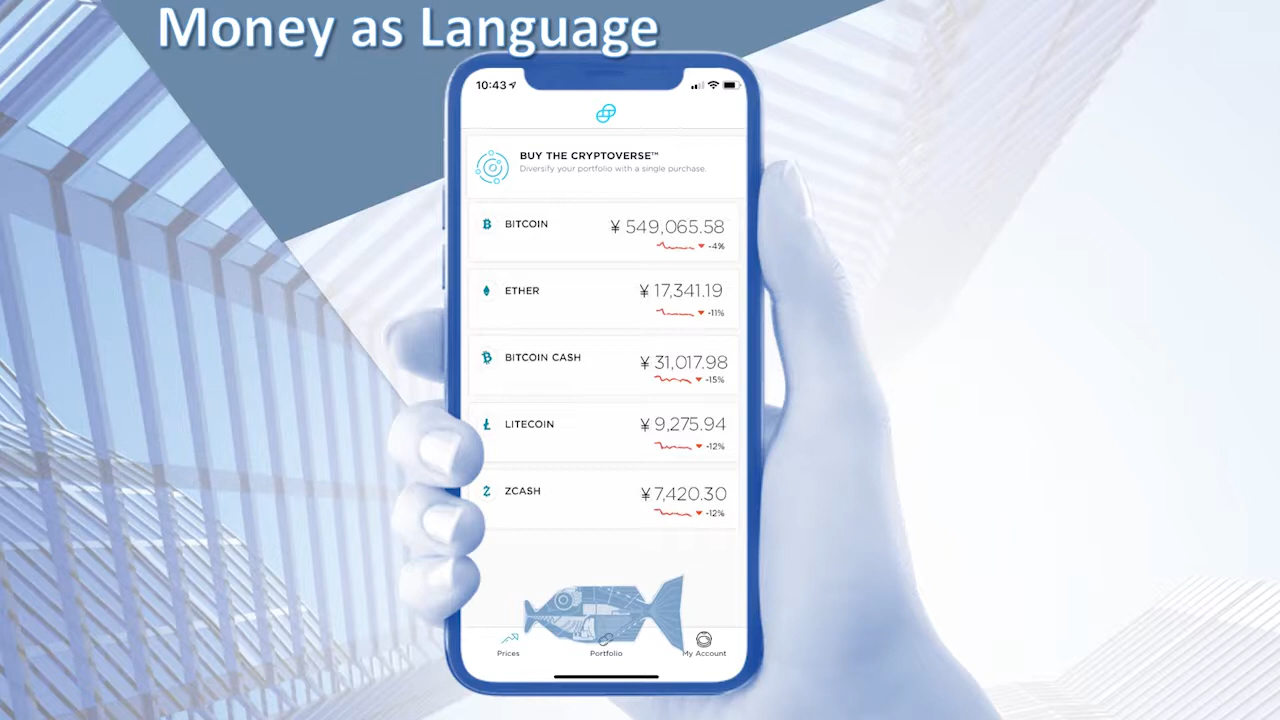 Money as Language
10:43
BUY THE CRYPTOVERSE™
Diversify your portfolio with a single purchase.
BITCOIN
¥ 549,065.58
-4%
ETHER
¥ 17,341.19
-11%
BITCOIN CASH
¥ 31,017.98
-15%
LITECOIN
¥ 9,275.94
-12%
ZCASH
¥ 7,420.30
-12%
Prices
Portfolio
My Account